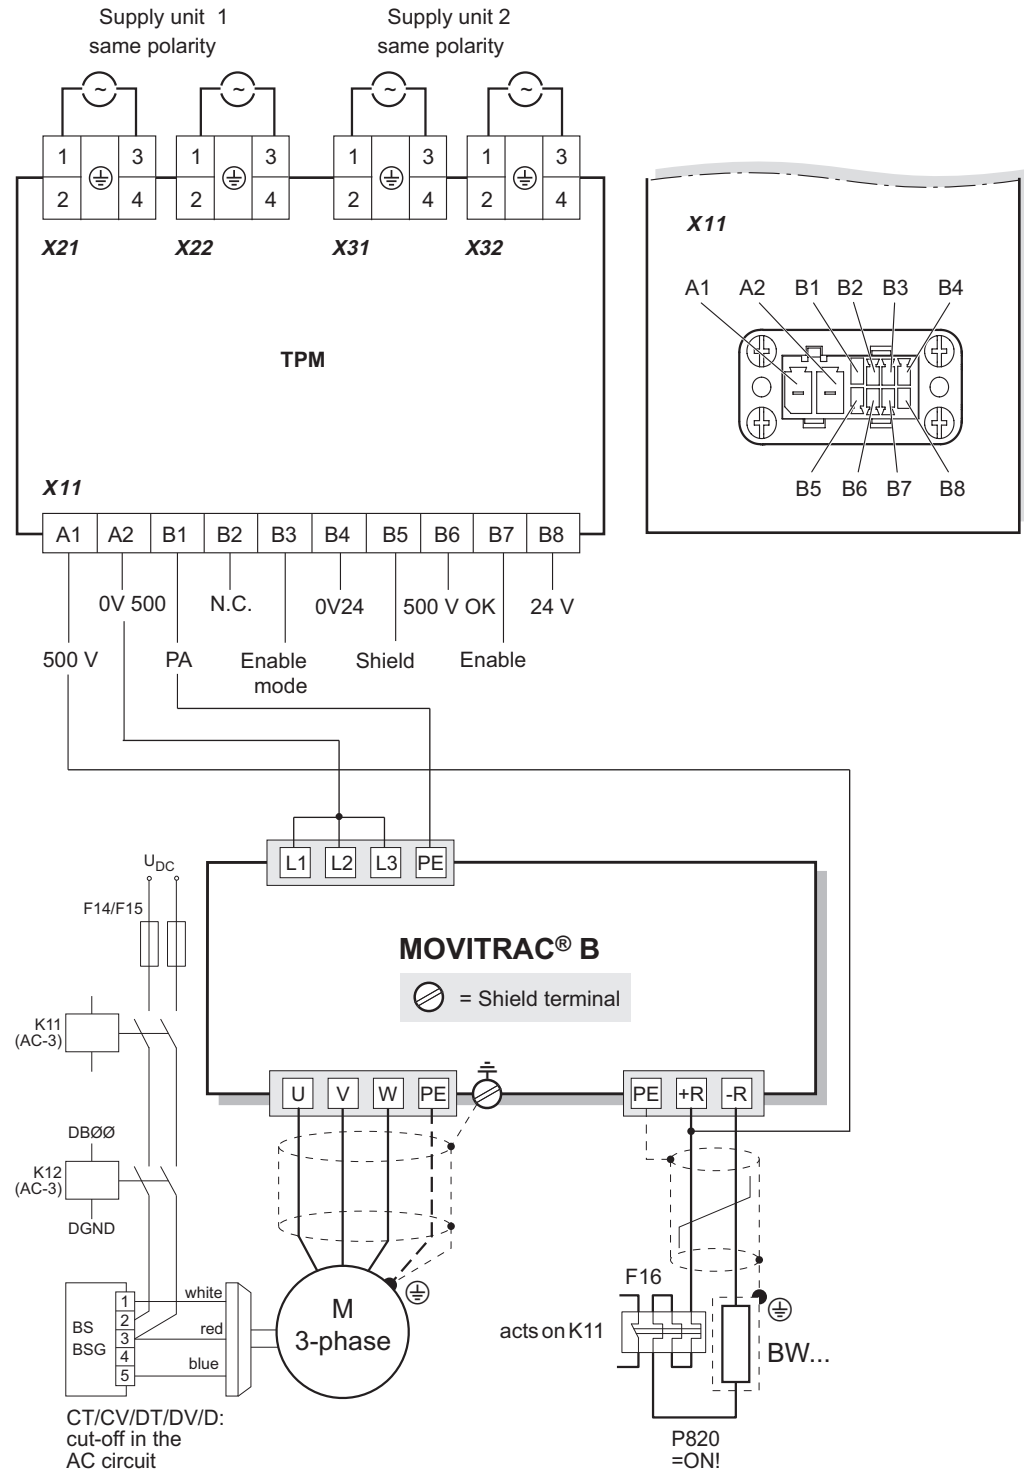 Supply unit 1
same polarity
Supply unit 2
same polarity
~ ~ ~ ~
1 3 1 3 1 3 1 3
2 4 2 4 2 4 2 4
X21 X22 X31 X32
TPM
X11
A1 A2 B1 B2 B3 B4 B5 B6 B7 B8
0V 500 N.C. 0V24 500 V OK 24 V
500 V PA Enable mode Shield Enable
X11
A1 A2 B1 B2 B3 B4
B5 B6 B7 B8
L1 L2 L3 PE
UDC
F14/F15
MOVITRAC® B
= Shield terminal
K11
(AC-3)
U V W PE
PE +R -R
DBØØ
K12
(AC-3)
DGND
BS
BSG
1
2
3
4
5
white
red
blue
M
3-phase
F16
acts on K11
BW...
CT/CV/DT/DV/D:
cut-off in the
AC circuit
P820
=ON!